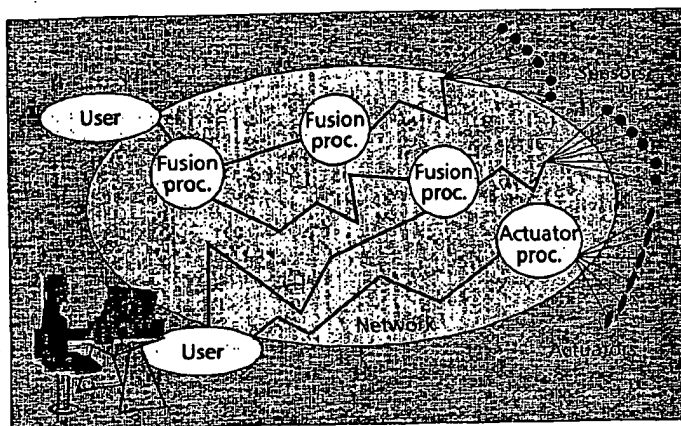 Sensors
User
Fusion
proc.
Fusion
proc.
Fusion
proc.
Actuator
proc.
Network
User
Actuators